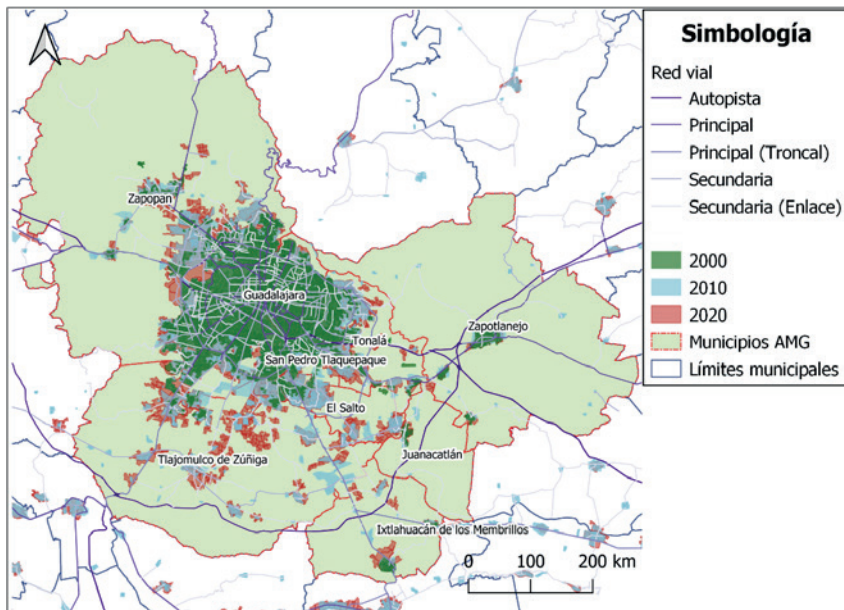 Simbología
Red vial
Autopista
Principal
Principal (Troncal)
Secundaria
Secundaria (Enlace)
2000
2010
2020
Municipios AMG
Límites municipales
Zapopan
Guadalajara
Zapotlanejo
Tonalá
San Pedro Tlaquepaque
El Salto
Juanacatlán
Tlajomulco de Zúñiga
Ixtlahuacán de los Membrillos
0 100 200 km